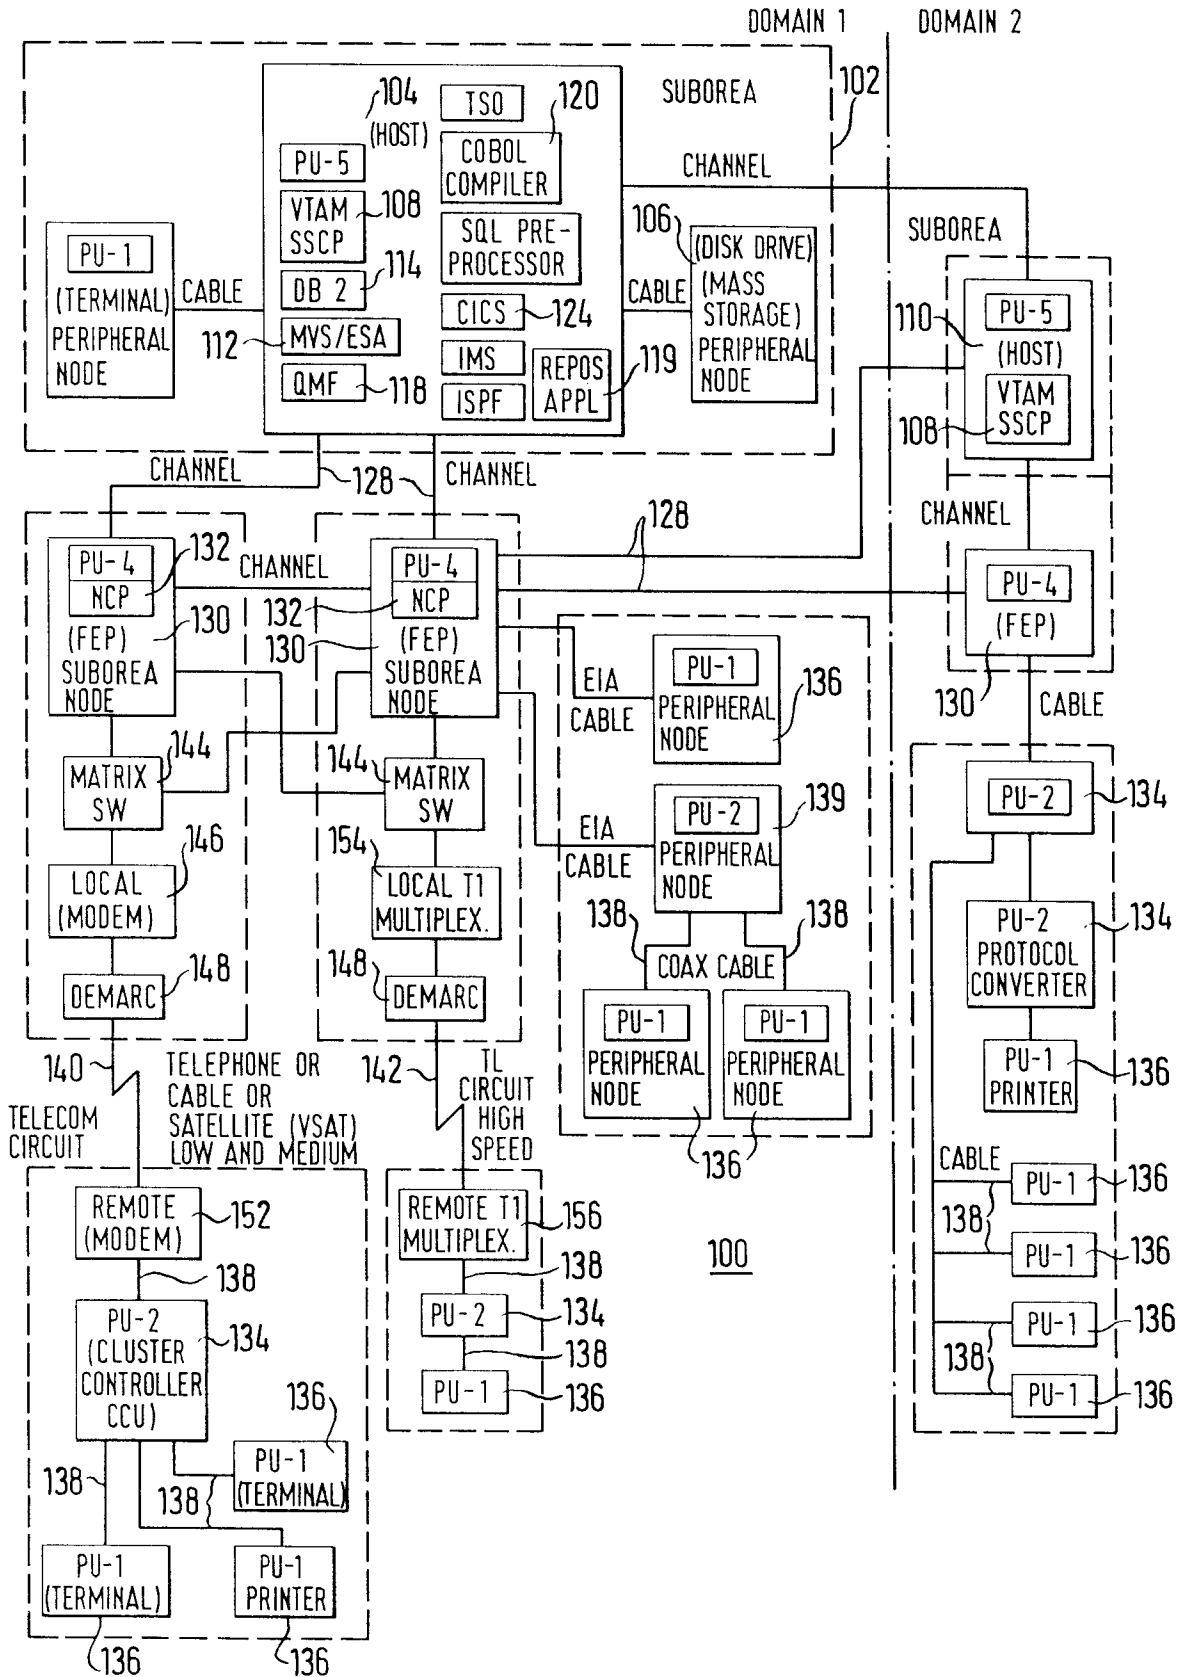 DOMAIN 1
DOMAIN 2
102
SUBOREA
104
(HOST)
TSO
120
COBOL
COMPILER
PU-5
VTAM
SSCP
108
SQL PRE-
PROCESSOR
DB 2
114
CICS
124
112
MVS/ESA
IMS
QMF
118
ISPF
REPOS
APPL
119
PU-1
(TERMINAL)
PERIPHERAL
NODE
CABLE
CABLE
106
(DISK DRIVE)
(MASS
STORAGE)
PERIPHERAL
NODE
CHANNEL
SUBOREA
110
PU-5
(HOST)
VTAM
SSCP
108
CHANNEL
128
CHANNEL
128
CHANNEL
PU-4
NCP
132
(FEP)
130
SUBOREA
NODE
CHANNEL
PU-4
NCP
132
(FEP)
130
SUBOREA
NODE
PU-4
(FEP)
130
CABLE
MATRIX
SW
144
MATRIX
SW
144
LOCAL
(MODEM)
146
LOCAL T1
MULTIPLEX.
154
DEMARC
148
DEMARC
148
EIA
CABLE
PU-1
PERIPHERAL
NODE
136
EIA
CABLE
PU-2
PERIPHERAL
NODE
139
138
138
COAX CABLE
PU-1
PERIPHERAL
NODE
PU-1
PERIPHERAL
NODE
136
PU-2
134
PU-2
PROTOCOL
CONVERTER
134
PU-1
PRINTER
136
CABLE
PU-1
136
138
PU-1
136
PU-1
136
138
PU-1
136
140
TELEPHONE OR
CABLE OR
SATELLITE (VSAT)
LOW AND MEDIUM
TELECOM
CIRCUIT
142
TL
CIRCUIT
HIGH
SPEED
REMOTE
(MODEM)
152
138
PU-2
(CLUSTER
CONTROLLER
CCU)
134
136
PU-1
(TERMINAL)
138
138
PU-1
(TERMINAL)
136
PU-1
PRINTER
136
REMOTE T1
MULTIPLEX.
156
138
PU-2
134
138
PU-1
136
100